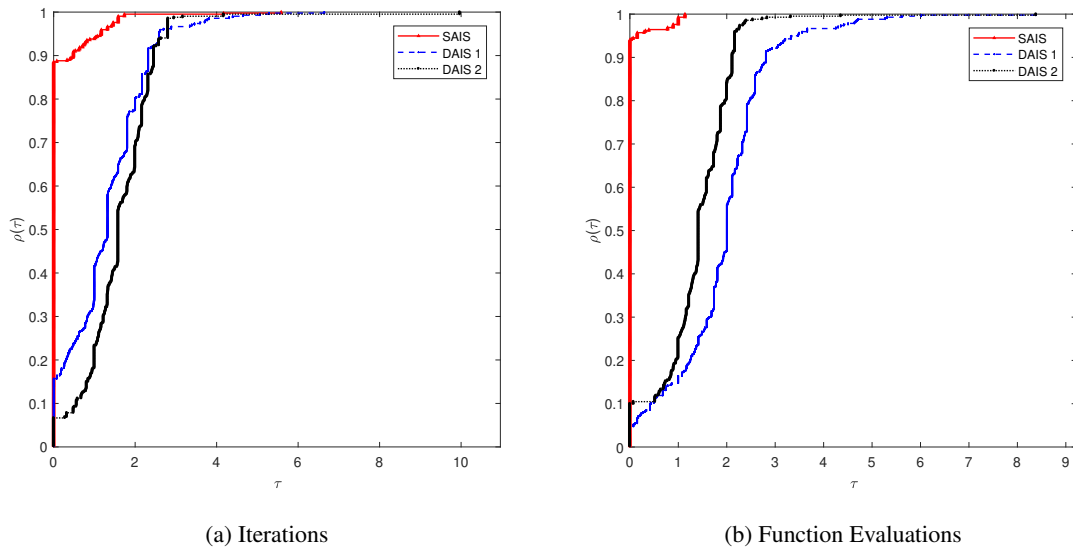 1
0.9
0.8
0.7
0.6
0.5
0.4
0.3
0.2
0.1
0
ρ(τ)
0 2 4 6 8 10
τ
SAIS
DAIS 1
DAIS 2
(a) Iterations
1
0.9
0.8
0.7
0.6
0.5
0.4
0.3
0.2
0.1
0
ρ(τ)
0 1 2 3 4 5 6 7 8 9
τ
SAIS
DAIS 1
DAIS 2
(b) Function Evaluations